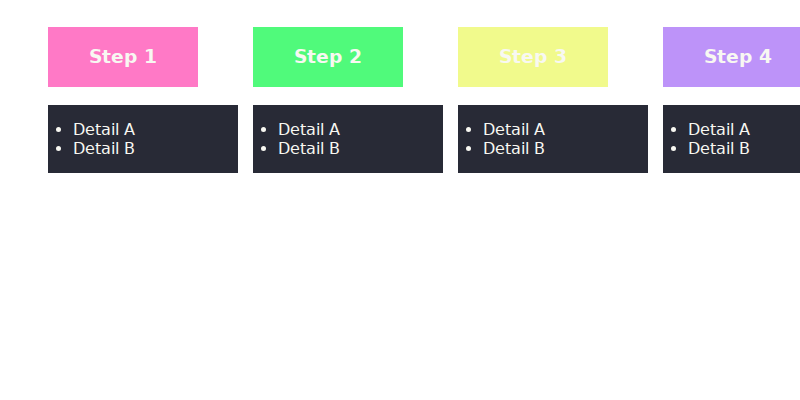 Step 1
• Detail A
• Detail B
Step 2
• Detail A
• Detail B
Step 3
• Detail A
• Detail B
Step 4
• Detail A
• Detail B